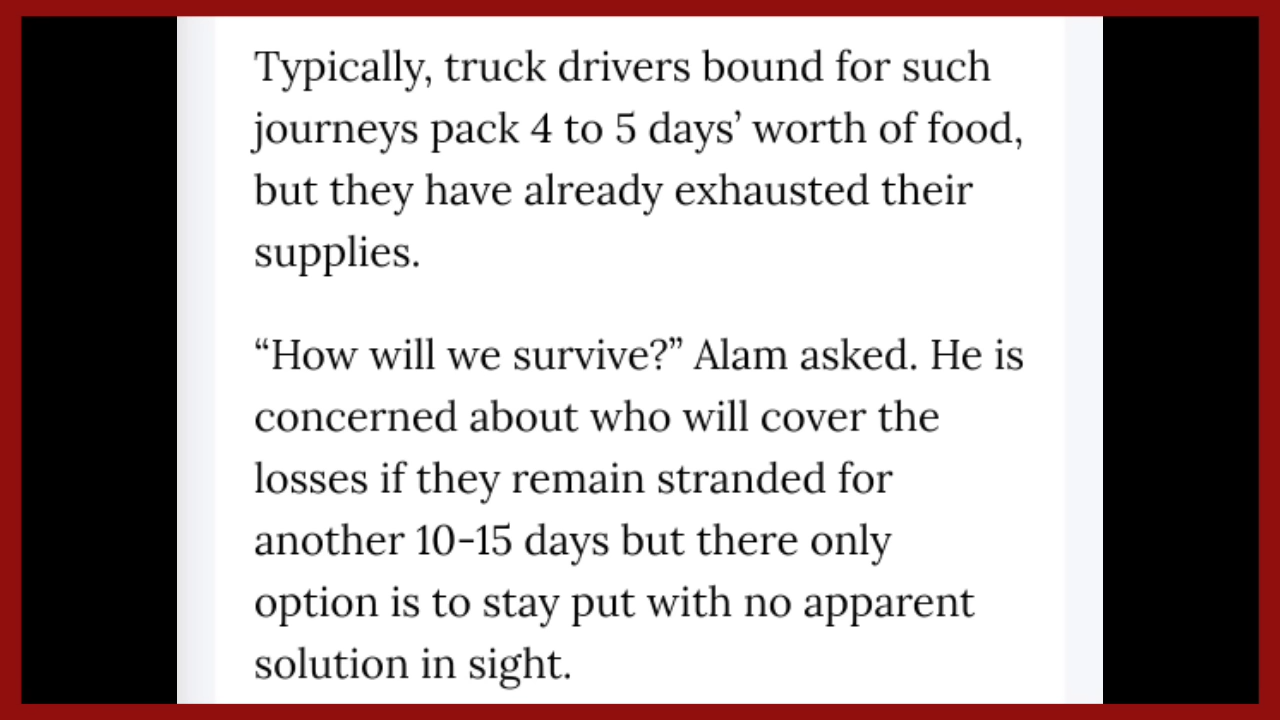 Typically, truck drivers bound for such
journeys pack 4 to 5 days’ worth of food,
but they have already exhausted their
supplies.
“How will we survive?” Alam asked. He is
concerned about who will cover the
losses if they remain stranded for
another 10-15 days but there only
option is to stay put with no apparent
solution in sight.